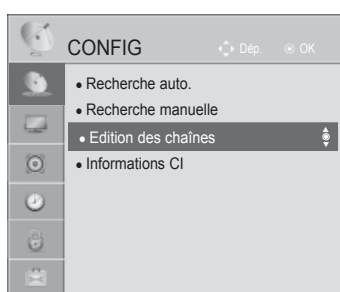 CONFIG Dép. OK
• Recherche auto.
• Recherche manuelle
• Edition des chaînes
• Informations CI